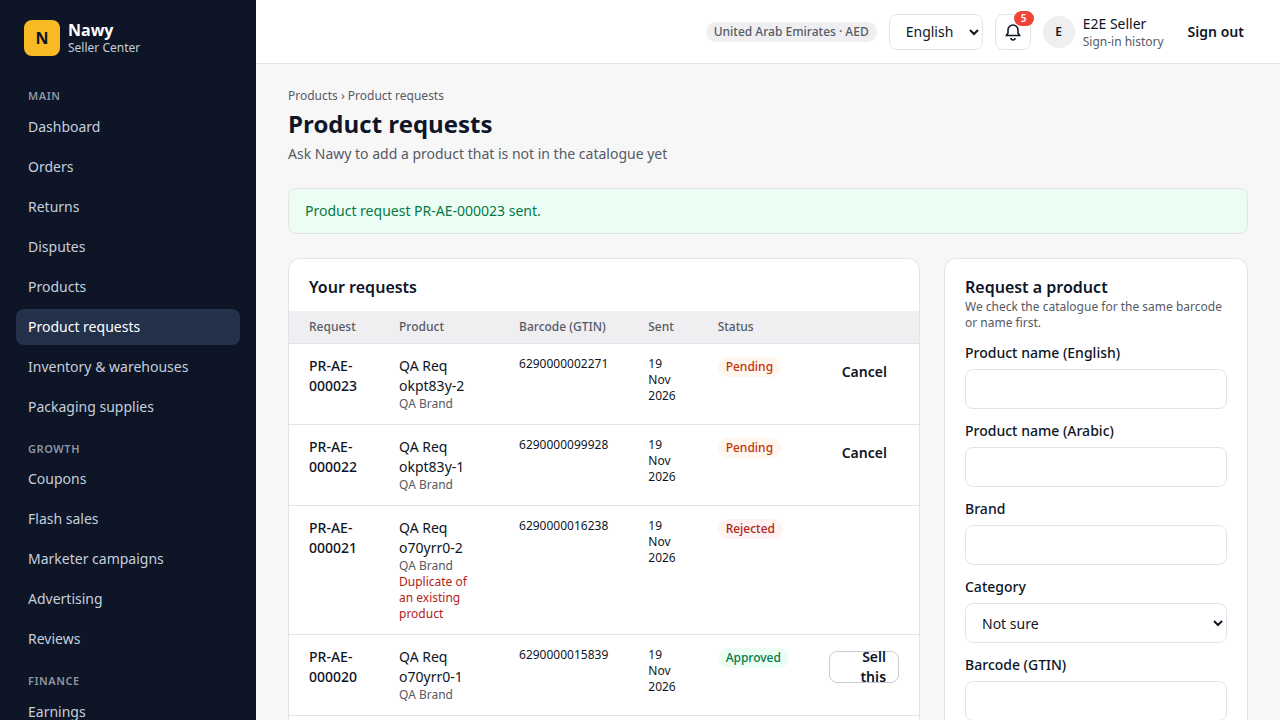 N
Nawy
Seller Center
MAIN
Dashboard
Orders
Returns
Disputes
Products
Product requests
Inventory & warehouses
Packaging supplies
GROWTH
Coupons
Flash sales
Marketer campaigns
Advertising
Reviews
FINANCE
Earnings
United Arab Emirates · AED
English
5
E
E2E Seller
Sign-in history
Sign out
Products › Product requests
Product requests
Ask Nawy to add a product that is not in the catalogue yet
Product request PR-AE-000023 sent.
Your requests
Request Product Barcode (GTIN) Sent Status
PR-AE-000023
QA Req okpt83y-2
QA Brand
6290000002271
19 Nov 2026
Pending
Cancel
PR-AE-000022
QA Req okpt83y-1
QA Brand
6290000099928
19 Nov 2026
Pending
Cancel
PR-AE-000021
QA Req o70yrr0-2
QA Brand
Duplicate of an existing product
6290000016238
19 Nov 2026
Rejected
PR-AE-000020
QA Req o70yrr0-1
QA Brand
6290000015839
19 Nov 2026
Approved
Sell this
Request a product
We check the catalogue for the same barcode
or name first.
Product name (English)
Product name (Arabic)
Brand
Category
Not sure
Barcode (GTIN)